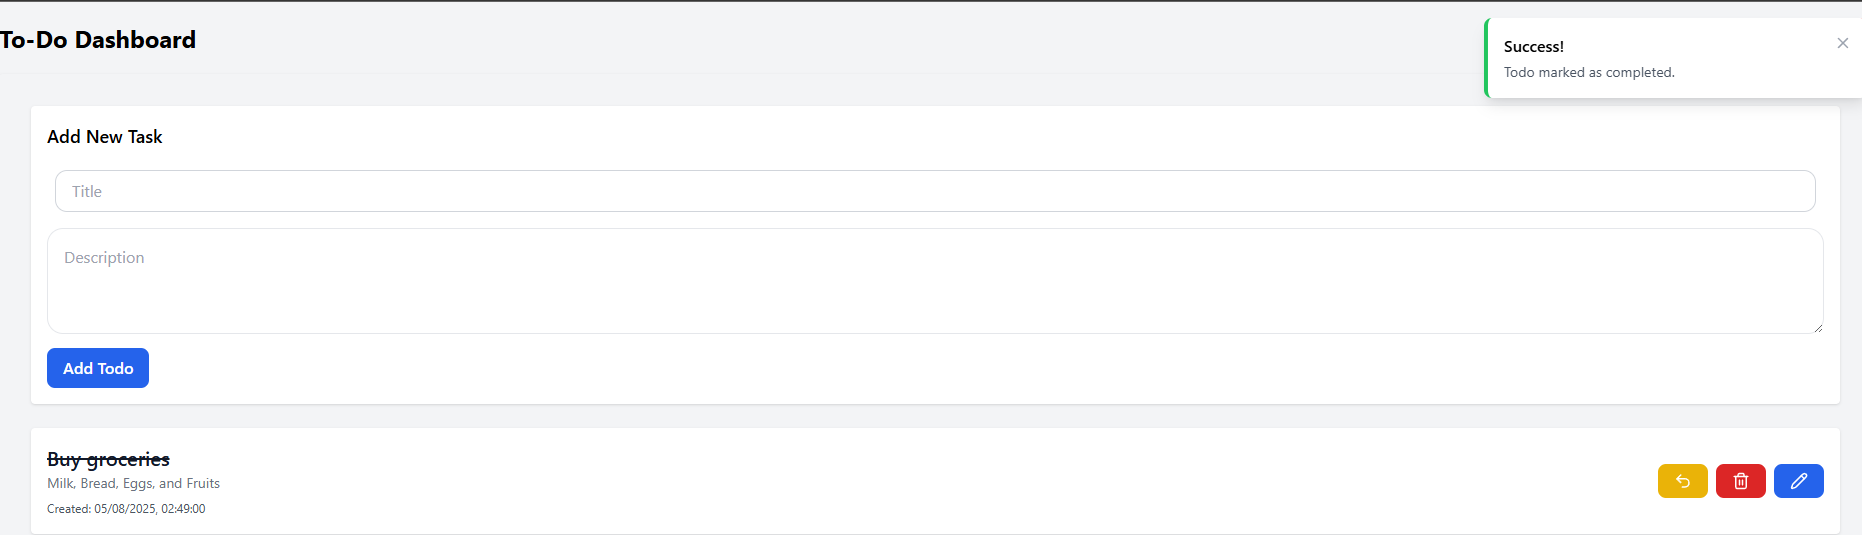 To-Do Dashboard
Success!
Todo marked as completed.
Add New Task
Title
Description
Add Todo
Buy groceries
Milk, Bread, Eggs, and Fruits
Created: 05/08/2025, 02:49:00